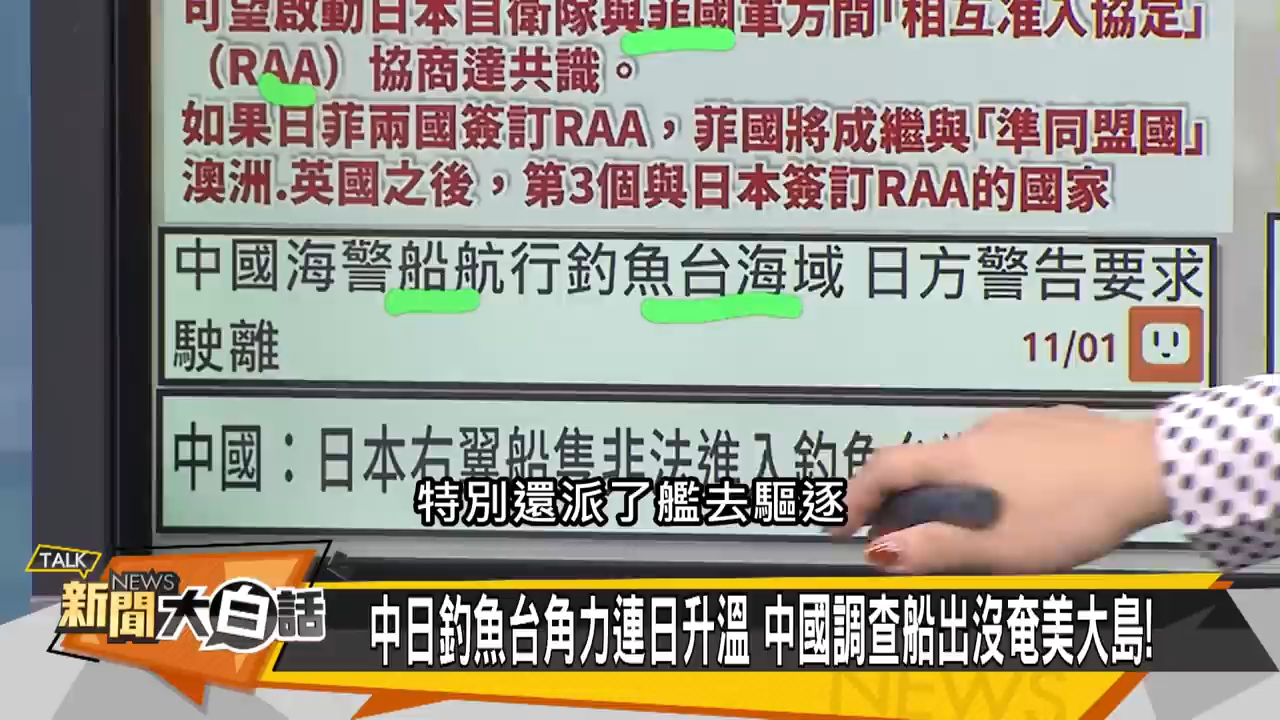 可望啟動日本自衛隊與菲國軍方間「相互准入協定」
（RAA）協商達共識。
如果日菲兩國簽訂RAA，菲國將成繼與「準同盟國」
澳洲.英國之後，第3個與日本簽訂RAA的國家
中國海警船航行釣魚台海域 日方警告要求
駛離
11/01
中國：日本右翼船隻非法進入釣魚台
特別還派了艦去驅逐
TALK
NEWS
新聞大白話
中日釣魚台角力連日升溫 中國調查船出沒奄美大島!
NEWS